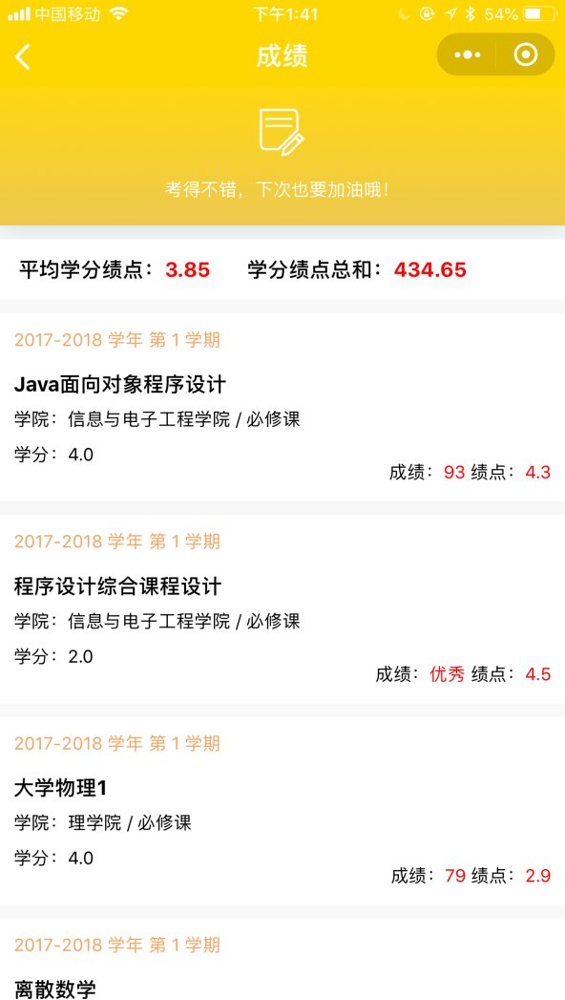 中国移动 下午1:41 54%
成绩
考得不错，下次也要加油哦！
平均学分绩点：3.85 学分绩点总和：434.65
2017-2018 学年 第 1 学期
Java面向对象程序设计
学院：信息与电子工程学院 / 必修课
学分：4.0
成绩：93 绩点：4.3
2017-2018 学年 第 1 学期
程序设计综合课程设计
学院：信息与电子工程学院 / 必修课
学分：2.0
成绩：优秀 绩点：4.5
2017-2018 学年 第 1 学期
大学物理1
学院：理学院 / 必修课
学分：4.0
成绩：79 绩点：2.9
2017-2018 学年 第 1 学期
离散数学